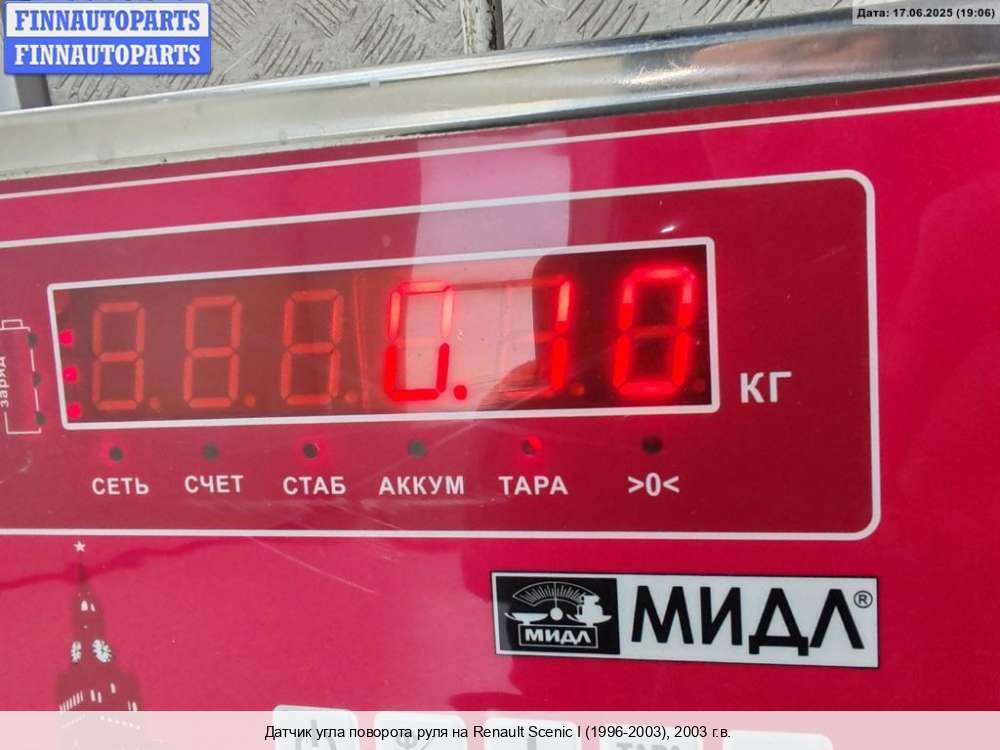 FINNAUTOPARTS
FINNAUTOPARTS
Дата: 17.06.2025 (19:06)
0.10
КГ
заряд
СЕТЬ СЧЕТ СТАБ АККУМ ТАРА >0<
МИДЛ МИДЛ®
ТАРА
Датчик угла поворота руля на Renault Scenic I (1996-2003), 2003 г.в.